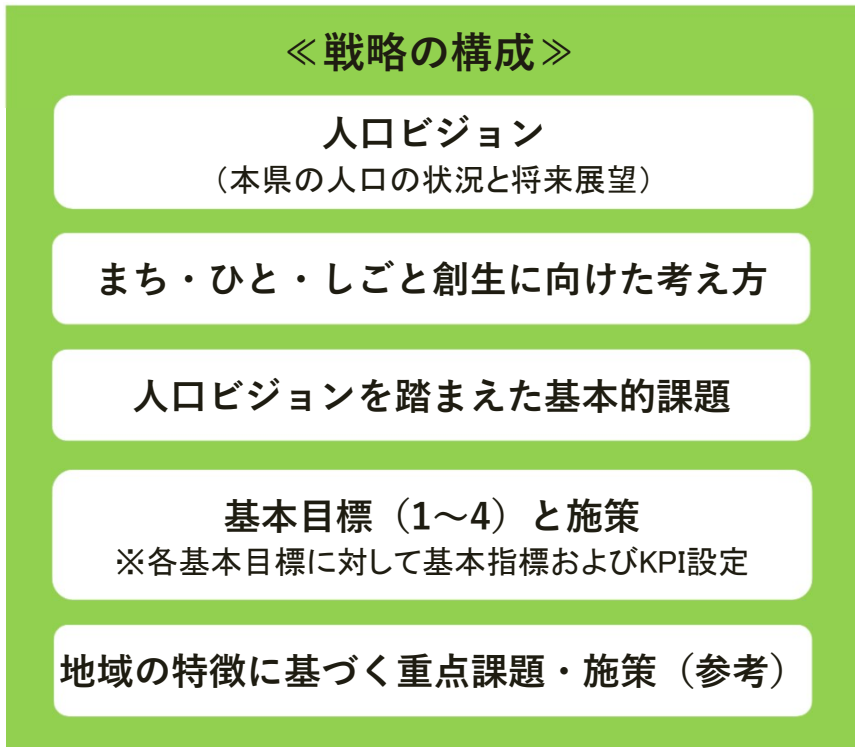 ≪戦略の構成≫
人口ビジョン
（本県の人口の状況と将来展望）
まち・ひと・しごと創生に向けた考え方
人口ビジョンを踏まえた基本的課題
基本目標（1～4）と施策
※各基本目標に対して基本指標およびKPI設定
地域の特徴に基づく重点課題・施策（参考）